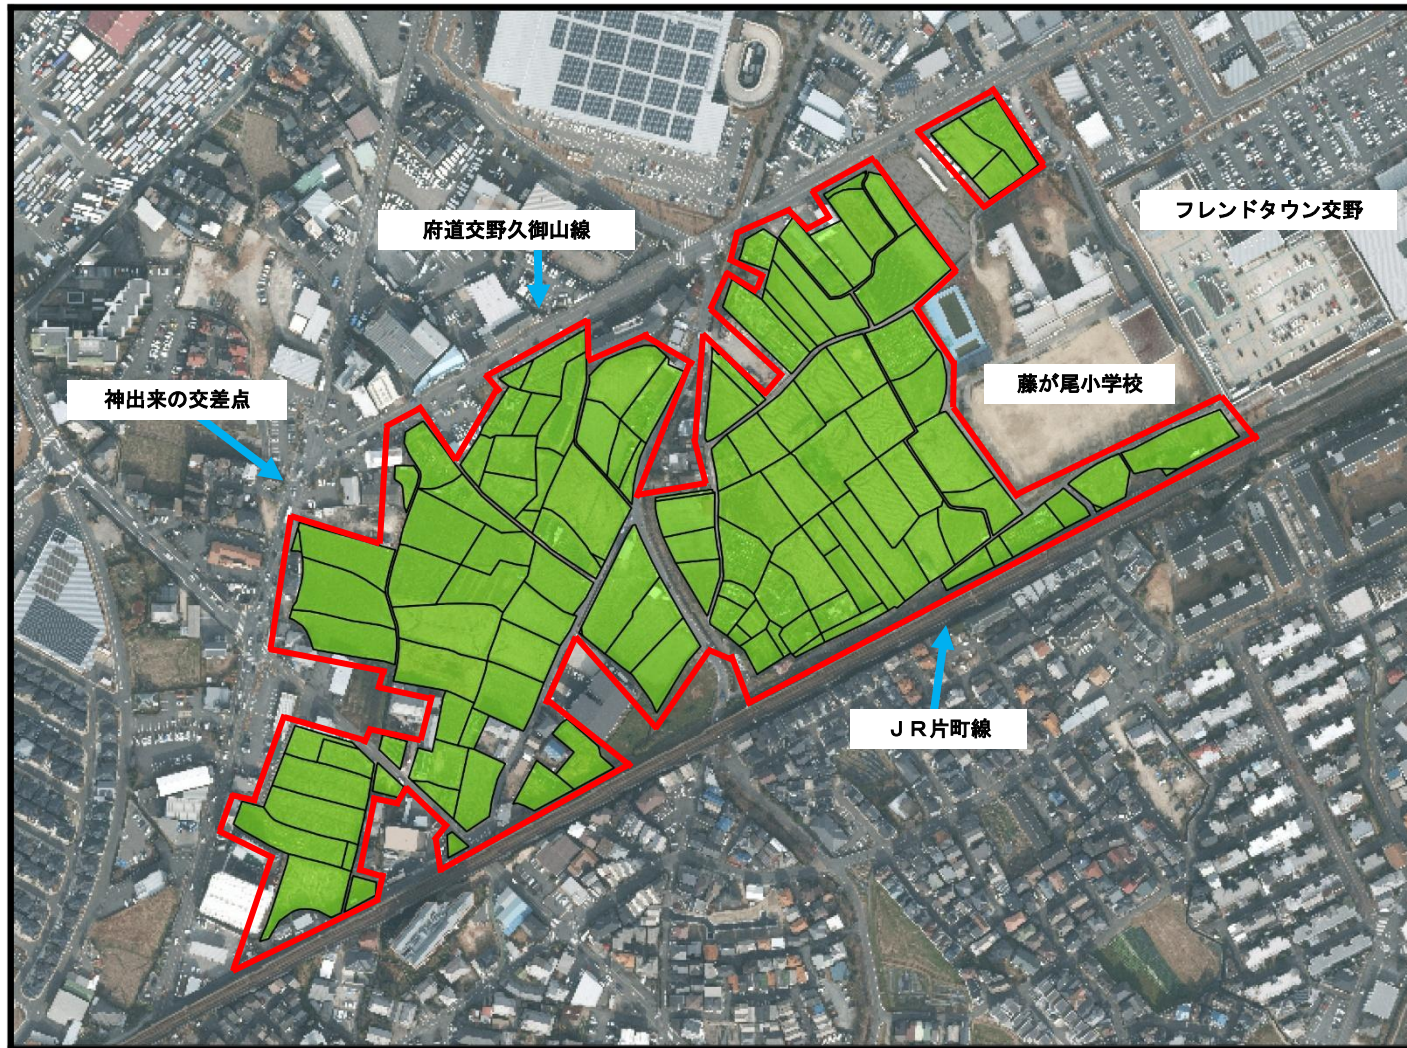 フレンドタウン交野
府道交野久御山線
藤が尾小学校
神出来の交差点
ＪＲ片町線